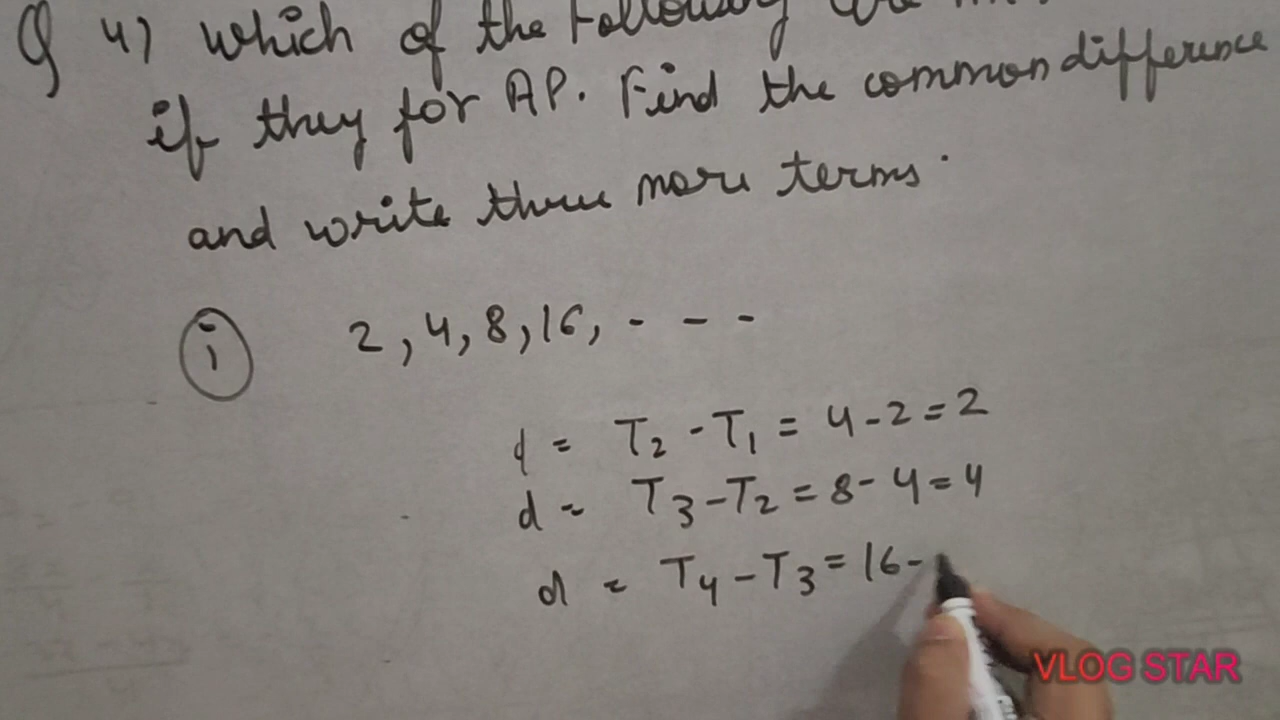 Q 4) which of the Following
if they for AP. Find the common difference
and write three more terms.
i 2, 4, 8, 16, - - -
d = T₂ - T₁ = 4 - 2 = 2
d = T₃ - T₂ = 8 - 4 = 4
d = T₄ - T₃ = 16 -
VLOG STAR